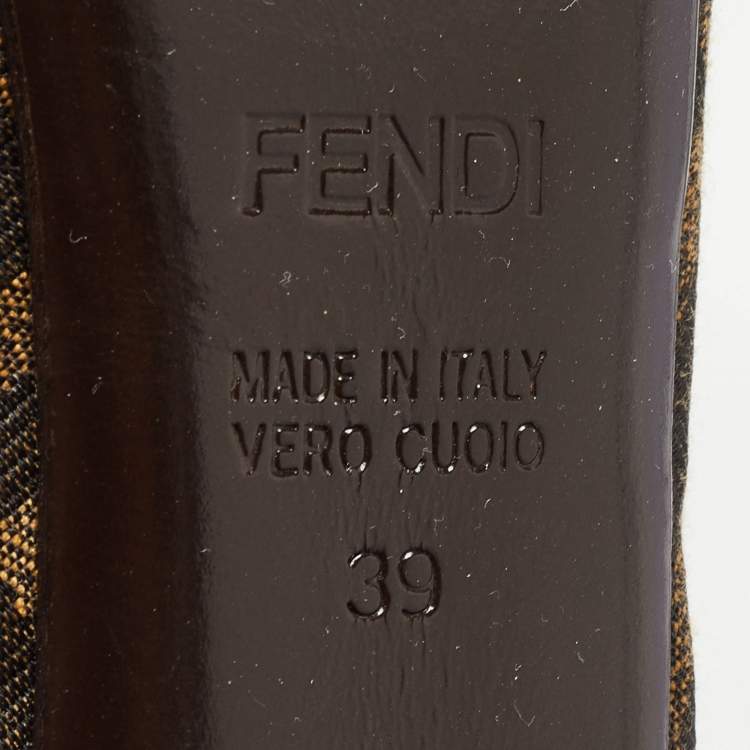 FENDI
MADE IN ITALY
VERO CUOIO
39